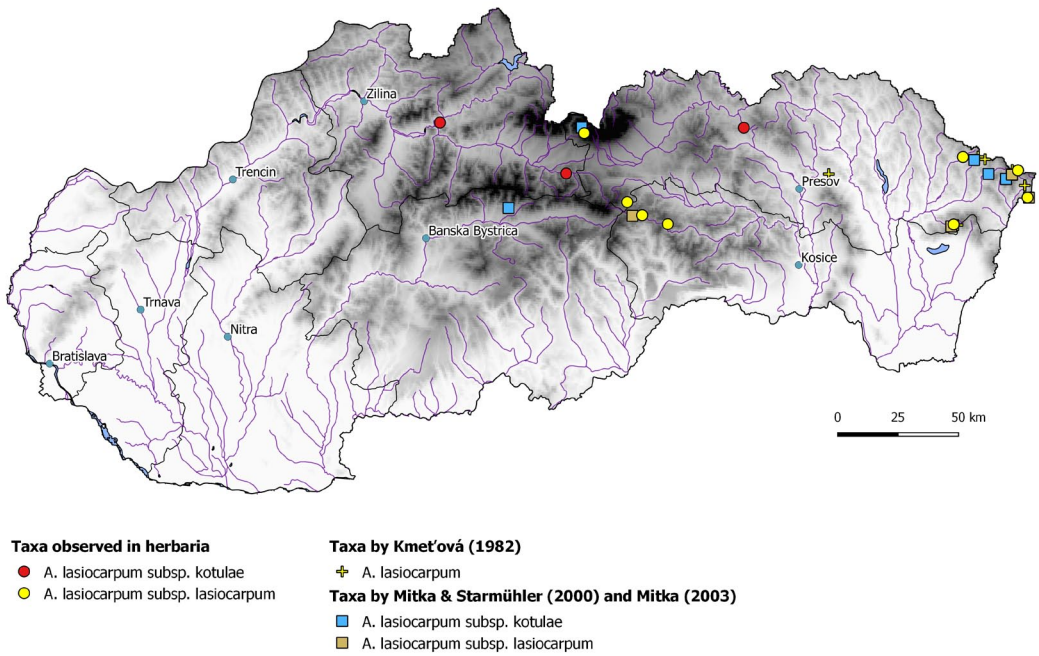 Zilina
Trencin
Presov
Banska Bystrica
Kosice
Trnava
Nitra
Bratislava
0 25 50 km
Taxa observed in herbaria
A. lasiocarpum subsp. kotulae
A. lasiocarpum subsp. lasiocarpum
Taxa by Kmeťová (1982)
A. lasiocarpum
Taxa by Mitka & Starmühler (2000) and Mitka (2003)
A. lasiocarpum subsp. kotulae
A. lasiocarpum subsp. lasiocarpum